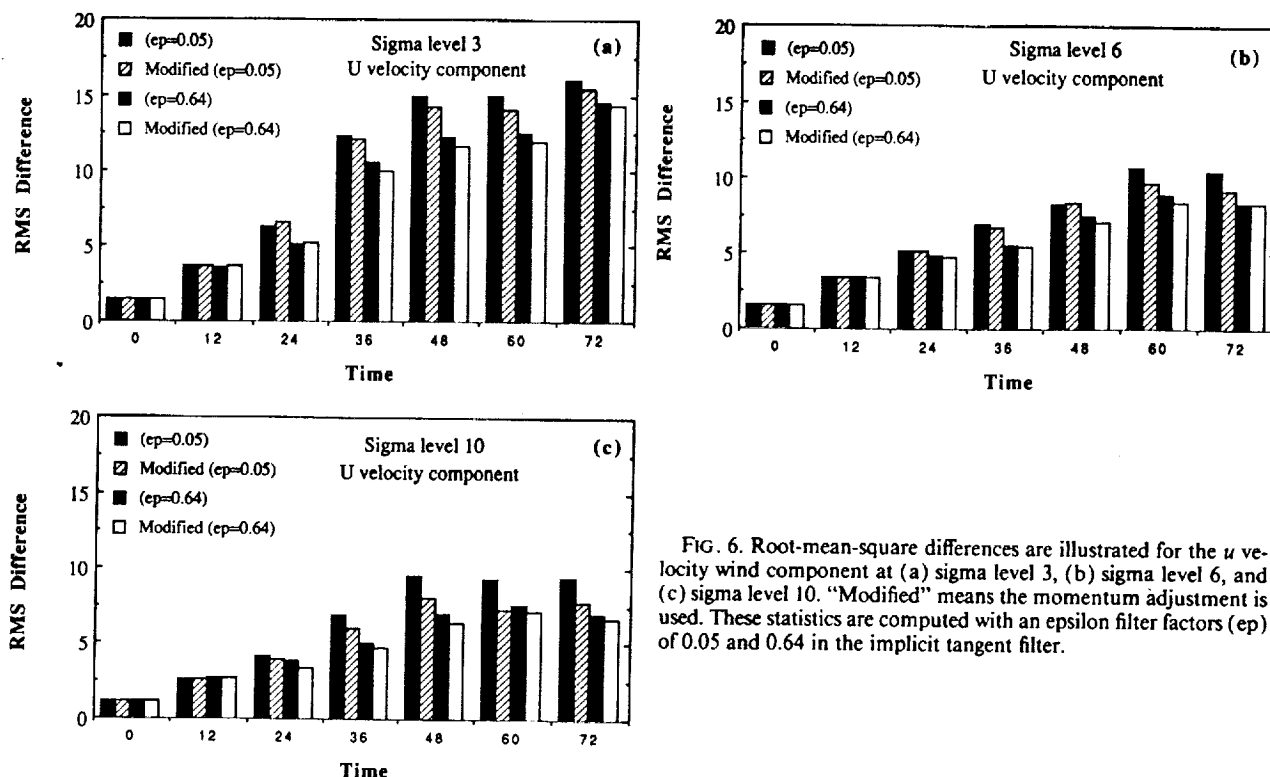 20
15
10
5
0
RMS Difference
(ep=0.05)
Modified (ep=0.05)
(ep=0.64)
Modified (ep=0.64)
Sigma level 3
U velocity component
(a)
0 12 24 36 48 60 72
Time
20
15
10
5
0
RMS Difference
(ep=0.05)
Modified (ep=0.05)
(ep=0.64)
Modified (ep=0.64)
Sigma level 6
U velocity component
(b)
0 12 24 36 48 60 72
Time
20
15
10
5
0
RMS Difference
(ep=0.05)
Modified (ep=0.05)
(ep=0.64)
Modified (ep=0.64)
Sigma level 10
U velocity component
(c)
0 12 24 36 48 60 72
Time
FIG. 6. Root-mean-square differences are illustrated for the u ve-
locity wind component at (a) sigma level 3, (b) sigma level 6, and
(c) sigma level 10. "Modified" means the momentum adjustment is
used. These statistics are computed with an epsilon filter factors (ep)
of 0.05 and 0.64 in the implicit tangent filter.